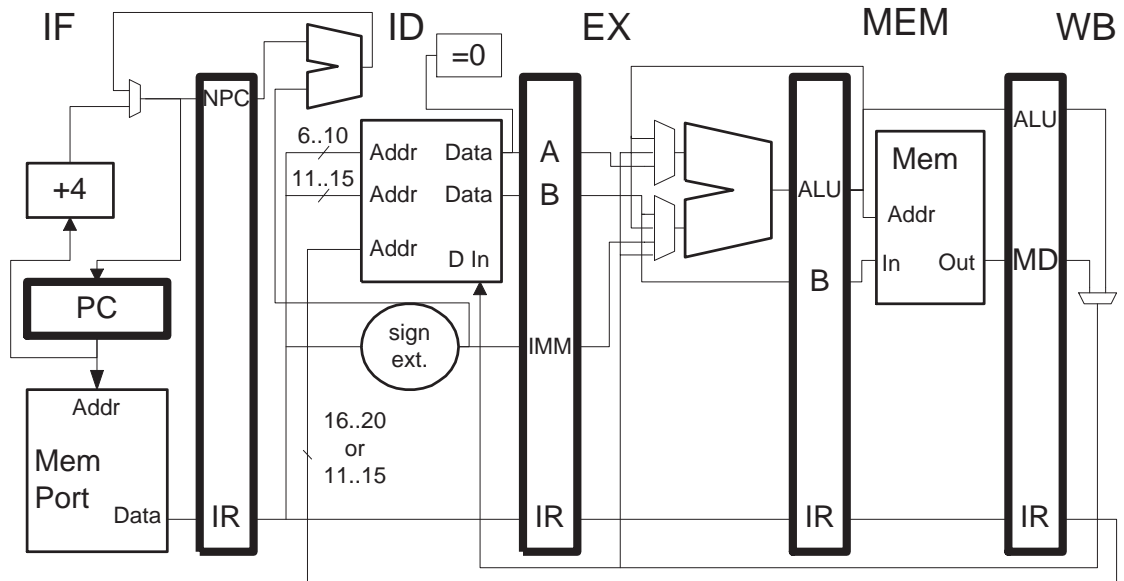 IF
ID
EX
MEM
WB
=0
NPC
+4
PC
Addr
Mem
Port
Data
IR
6..10
11..15
Addr
Data
Addr
Data
Addr
D In
sign
ext.
16..20
or
11..15
A
B
IMM
IR
ALU
B
IR
Mem
Addr
In
Out
ALU
MD
IR